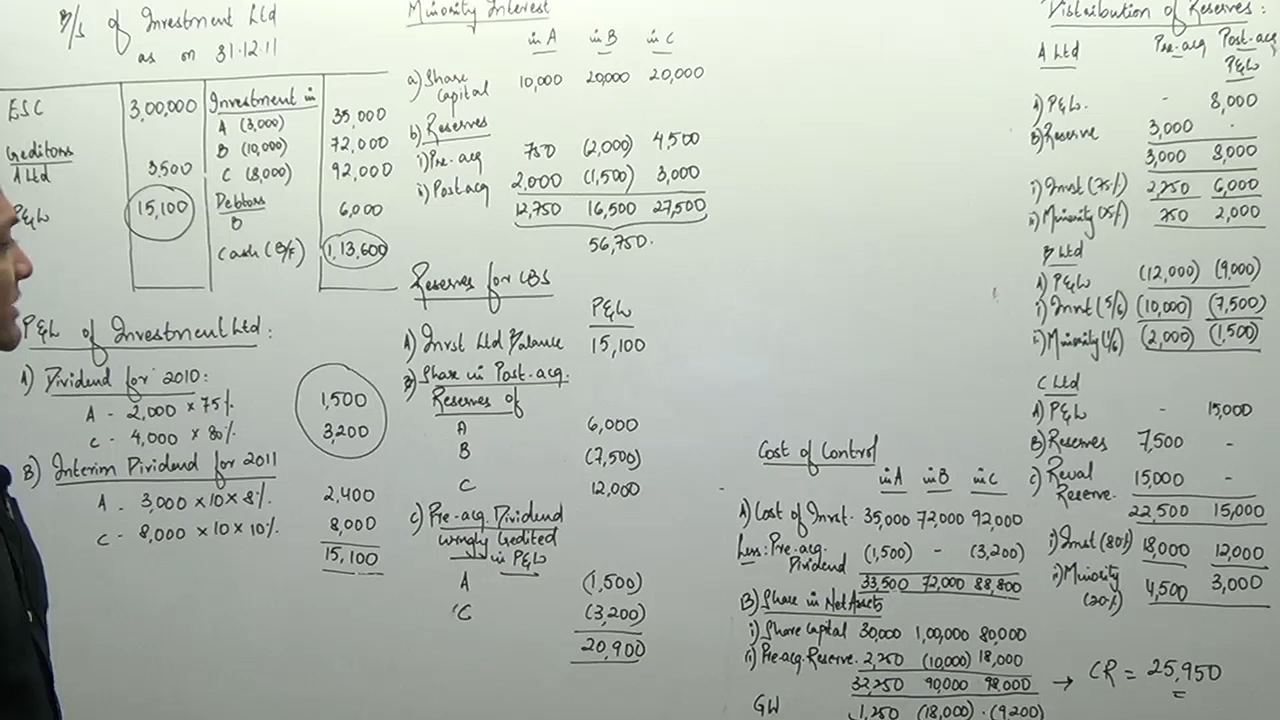 B/S of Investment Ltd
as on 31.12.11
ESC 3,00,000 Investment in
A (3,000) 35,000
B (10,000) 72,000
Creditors
A Ltd 3,500 C (8,000) 92,000
P&L 15,100 Debtors
B 6,000
Cash (B/F) 1,13,600
P&L of Investment Ltd:
A) Dividend for 2010:
A - 2,000 × 75% 1,500
C - 4,000 × 80% 3,200
B) Interim Dividend for 2011
A - 3,000 × 10 × 8% 2,400
C - 8,000 × 10 × 10% 8,000
15,100
Minority Interest
in A in B in C
a) Share Capital 10,000 20,000 20,000
b) Reserves
i) Pre-acq 750 (2,000) 4,500
ii) Post acq 2,000 (1,500) 3,000
12,750 16,500 27,500
56,750.
Reserves for CBS
P&L
A) Invst Ltd Balance 15,100
B) Share in Post-acq.
Reserves of
A 6,000
B (7,500)
C 12,000
C) Pre-acq. Dividend
wrngly Credited
in P&L
A (1,500)
C (3,200)
20,900
Cost of Control
in A in B in C
A) Cost of Invst. 35,000 72,000 92,000
Less: Pre-acq.
Dividend (1,500) - (3,200)
33,500 72,000 88,800
B) Share in Net Assets
i) Share Capital 30,000 1,00,000 80,000
ii) Pre-acq. Reserve. 2,250 (10,000) 18,000
32,250 90,000 98,000 → CR = 25,950
GW 1,250 (18,000) (9,200)
Distribution of Reserves:
A Ltd Pre-acq Post-acq
P&L
A) P&L. - 8,000
B) Reserve 3,000 .
3,000 8,000
i) Invst (75%) 2,250 6,000
ii) Minority (25%) 750 2,000
B Ltd
A) P&L (12,000) (9,000)
i) Invst (5/6) (10,000) (7,500)
ii) Minority (1/6) (2,000) (1,500)
C Ltd
A) P&L - 15,000
B) Reserves 7,500 -
C) Reval
Reserve. 15,000 -
22,500 15,000
i) Invst (80%) 18,000 12,000
ii) Minority
(20%) 4,500 3,000